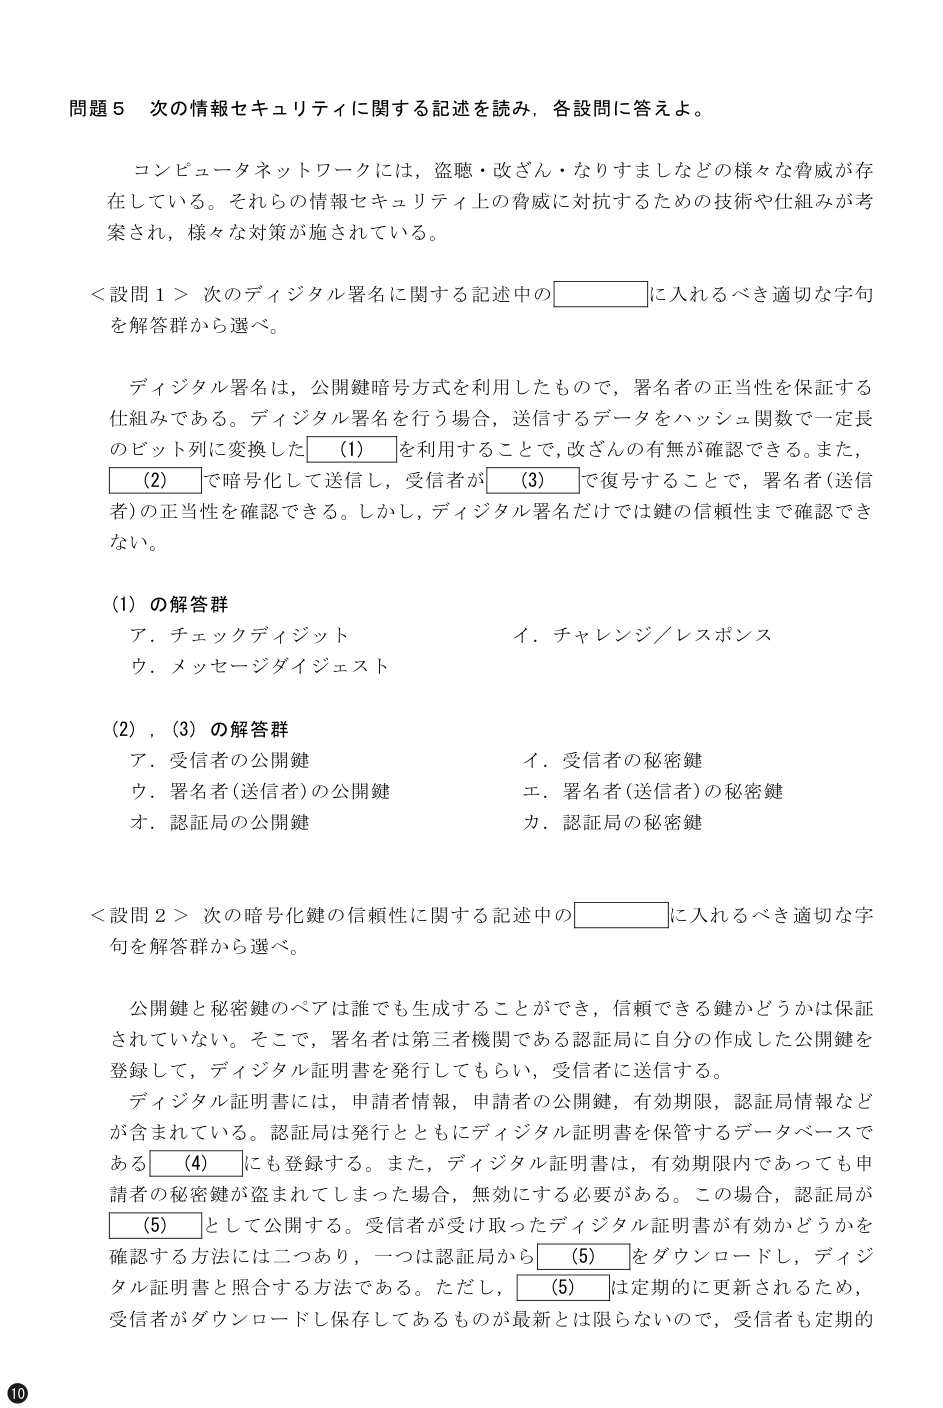 問題５　次の情報セキュリティに関する記述を読み，各設問に答えよ。
コンピュータネットワークには，盗聴・改ざん・なりすましなどの様々な脅威が存
在している。それらの情報セキュリティ上の脅威に対抗するための技術や仕組みが考
案され，様々な対策が施されている。
＜設問１＞ 次のディジタル署名に関する記述中の　　　　に入れるべき適切な字句
を解答群から選べ。
ディジタル署名は，公開鍵暗号方式を利用したもので，署名者の正当性を保証する
仕組みである。ディジタル署名を行う場合，送信するデータをハッシュ関数で一定長
のビット列に変換した (1) を利用することで，改ざんの有無が確認できる。また，
(2) で暗号化して送信し，受信者が (3) で復号することで，署名者(送信
者)の正当性を確認できる。しかし，ディジタル署名だけでは鍵の信頼性まで確認でき
ない。
(1) の解答群
ア．チェックディジット　　イ．チャレンジ／レスポンス
ウ．メッセージダイジェスト
(2) ，(3) の解答群
ア．受信者の公開鍵　　イ．受信者の秘密鍵
ウ．署名者(送信者)の公開鍵　　エ．署名者(送信者)の秘密鍵
オ．認証局の公開鍵　　カ．認証局の秘密鍵
＜設問２＞ 次の暗号化鍵の信頼性に関する記述中の　　　　に入れるべき適切な字
句を解答群から選べ。
公開鍵と秘密鍵のペアは誰でも生成することができ，信頼できる鍵かどうかは保証
されていない。そこで，署名者は第三者機関である認証局に自分の作成した公開鍵を
登録して，ディジタル証明書を発行してもらい，受信者に送信する。
ディジタル証明書には，申請者情報，申請者の公開鍵，有効期限，認証局情報など
が含まれている。認証局は発行とともにディジタル証明書を保管するデータベースで
ある (4) にも登録する。また，ディジタル証明書は，有効期限内であっても申
請者の秘密鍵が盗まれてしまった場合，無効にする必要がある。この場合，認証局が
(5) として公開する。受信者が受け取ったディジタル証明書が有効かどうかを
確認する方法には二つあり，一つは認証局から (5) をダウンロードし，ディジ
タル証明書と照合する方法である。ただし， (5) は定期的に更新されるため，
受信者がダウンロードし保存してあるものが最新とは限らないので，受信者も定期的
10